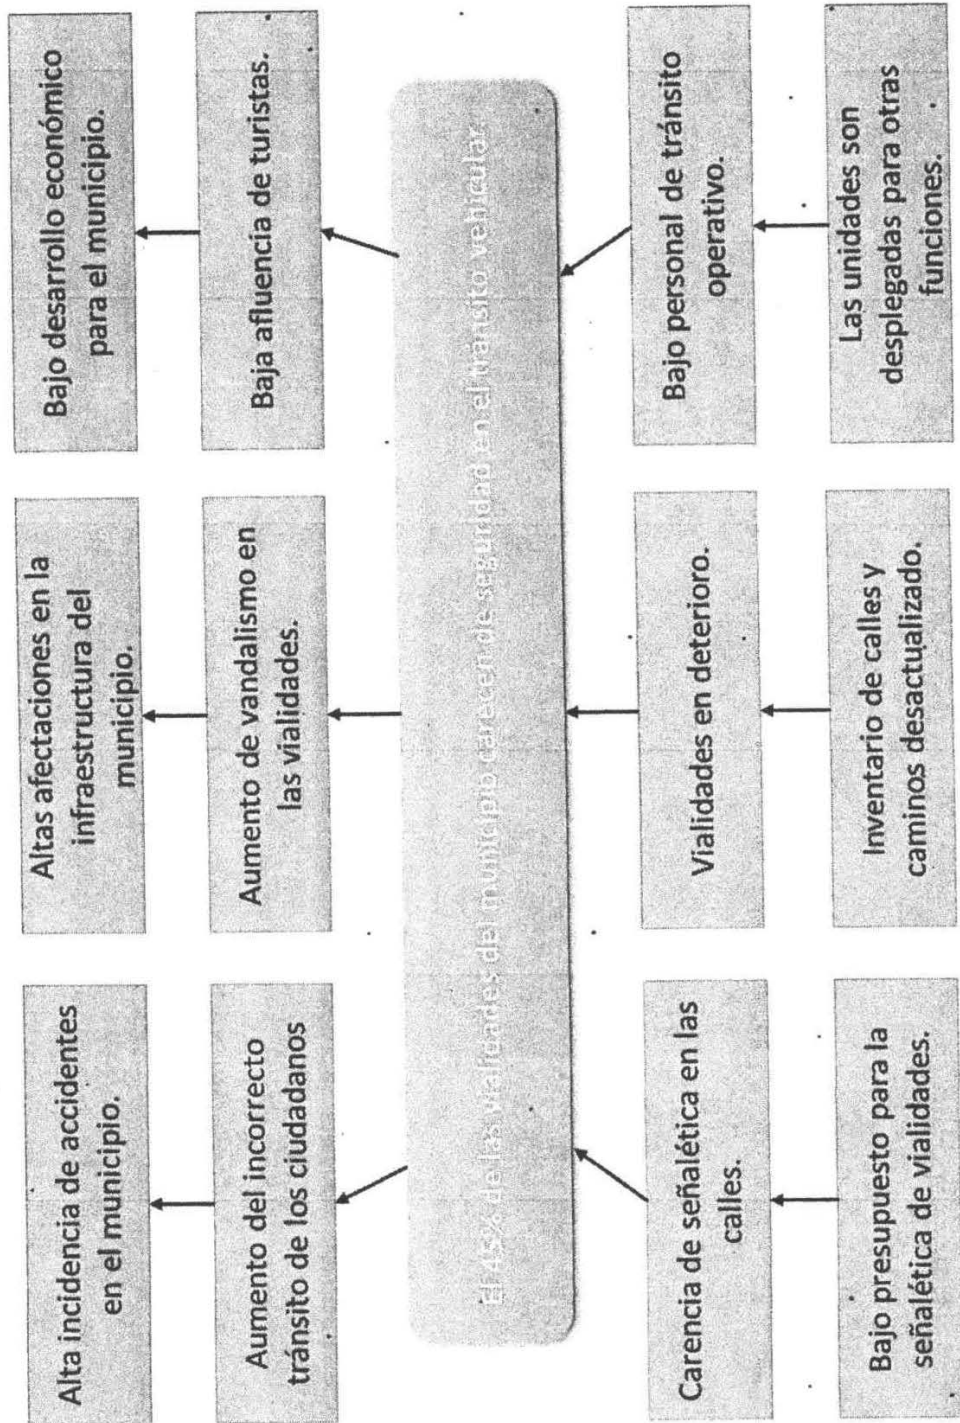 Alta incidencia de accidentes
en el municipio.
Altas afectaciones en la
infraestructura del
municipio.
Bajo desarrollo económico
para el municipio.
Aumento del incorrecto
tránsito de los ciudadanos
Aumento de vandalismo en
las vialidades.
Baja afluencia de turistas.
El 45% de las vialidades del municipio carecen de seguridad en el tránsito vehicular
Carencia de señalética en las
calles.
Vialidades en deterioro.
Bajo personal de tránsito
operativo.
Bajo presupuesto para la
señalética de vialidades.
Inventario de calles y
caminos desactualizado.
Las unidades son
desplegadas para otras
funciones.